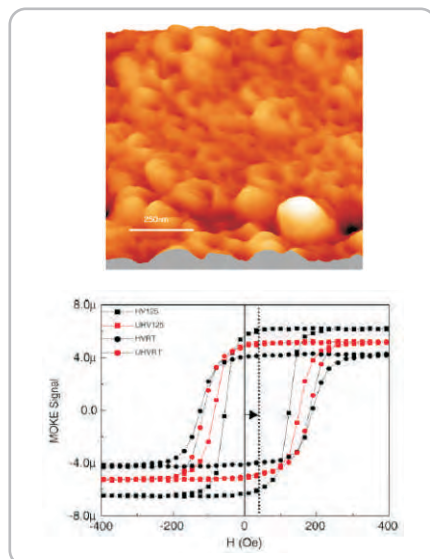 250nm
8.0μ
HV125
UHV125
HVRT
UHVRT
4.0μ
0.0
-4.0μ
-8.0μ
MOKE Signal
-400
-200
0
200
400
H (Oe)